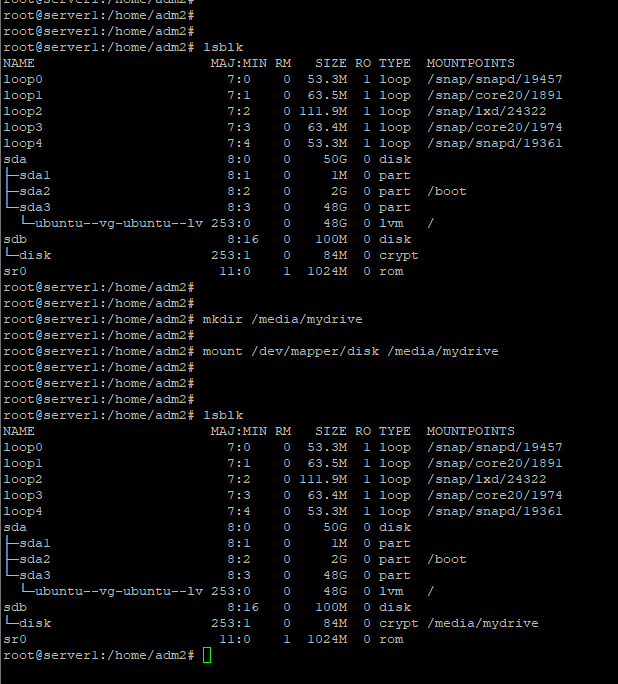 root@server1:/home/adm2#
root@server1:/home/adm2#
root@server1:/home/adm2#
root@server1:/home/adm2# lsblk
NAME                      MAJ:MIN RM   SIZE RO TYPE  MOUNTPOINTS
loop0                       7:0    0  53.3M  1 loop  /snap/snapd/19457
loop1                       7:1    0  63.5M  1 loop  /snap/core20/1891
loop2                       7:2    0 111.9M  1 loop  /snap/lxd/24322
loop3                       7:3    0  63.4M  1 loop  /snap/core20/1974
loop4                       7:4    0  53.3M  1 loop  /snap/snapd/19361
sda                         8:0    0    50G  0 disk
├─sda1                      8:1    0     1M  0 part
├─sda2                      8:2    0     2G  0 part  /boot
└─sda3                      8:3    0    48G  0 part
  └─ubuntu--vg-ubuntu--lv 253:0    0    48G  0 lvm   /
sdb                         8:16   0   100M  0 disk
└─disk                    253:1    0    84M  0 crypt
sr0                        11:0    1  1024M  0 rom
root@server1:/home/adm2#
root@server1:/home/adm2#
root@server1:/home/adm2# mkdir /media/mydrive
root@server1:/home/adm2#
root@server1:/home/adm2# mount /dev/mapper/disk /media/mydrive
root@server1:/home/adm2#
root@server1:/home/adm2#
root@server1:/home/adm2#
root@server1:/home/adm2# lsblk
NAME                      MAJ:MIN RM   SIZE RO TYPE  MOUNTPOINTS
loop0                       7:0    0  53.3M  1 loop  /snap/snapd/19457
loop1                       7:1    0  63.5M  1 loop  /snap/core20/1891
loop2                       7:2    0 111.9M  1 loop  /snap/lxd/24322
loop3                       7:3    0  63.4M  1 loop  /snap/core20/1974
loop4                       7:4    0  53.3M  1 loop  /snap/snapd/19361
sda                         8:0    0    50G  0 disk
├─sda1                      8:1    0     1M  0 part
├─sda2                      8:2    0     2G  0 part  /boot
└─sda3                      8:3    0    48G  0 part
  └─ubuntu--vg-ubuntu--lv 253:0    0    48G  0 lvm   /
sdb                         8:16   0   100M  0 disk
└─disk                    253:1    0    84M  0 crypt /media/mydrive
sr0                        11:0    1  1024M  0 rom
root@server1:/home/adm2#